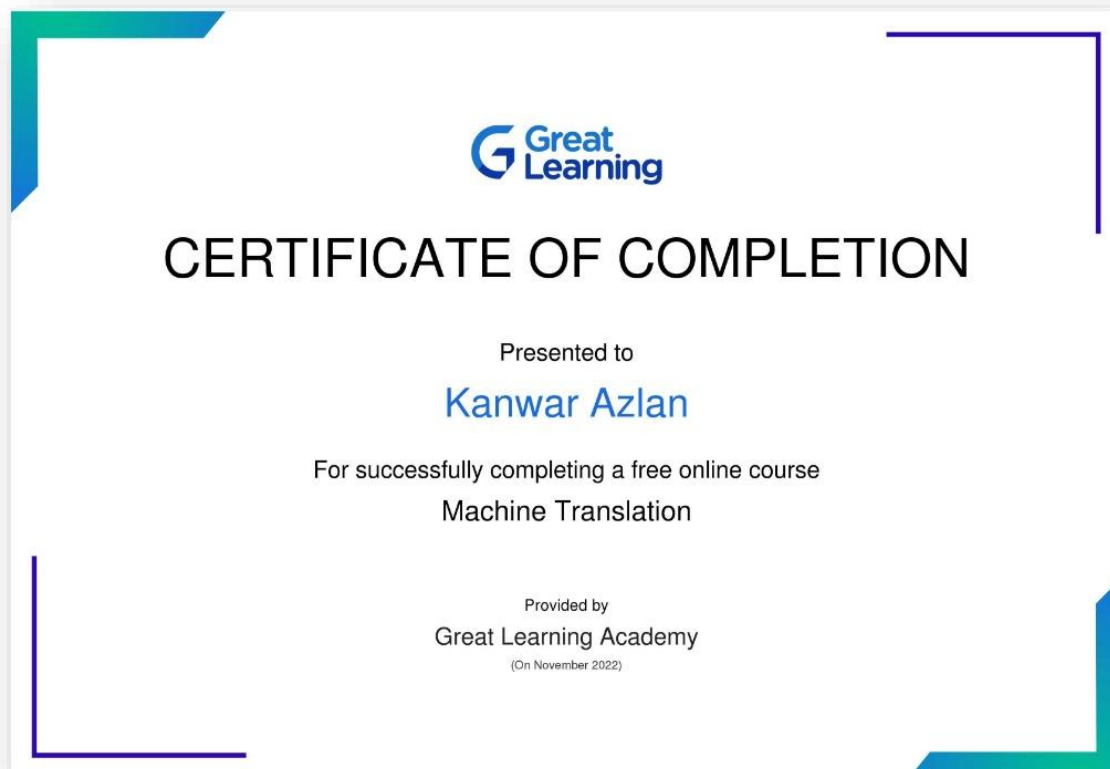 Great
Learning
CERTIFICATE OF COMPLETION
Presented to
Kanwar Azlan
For successfully completing a free online course
Machine Translation
Provided by
Great Learning Academy
(On November 2022)